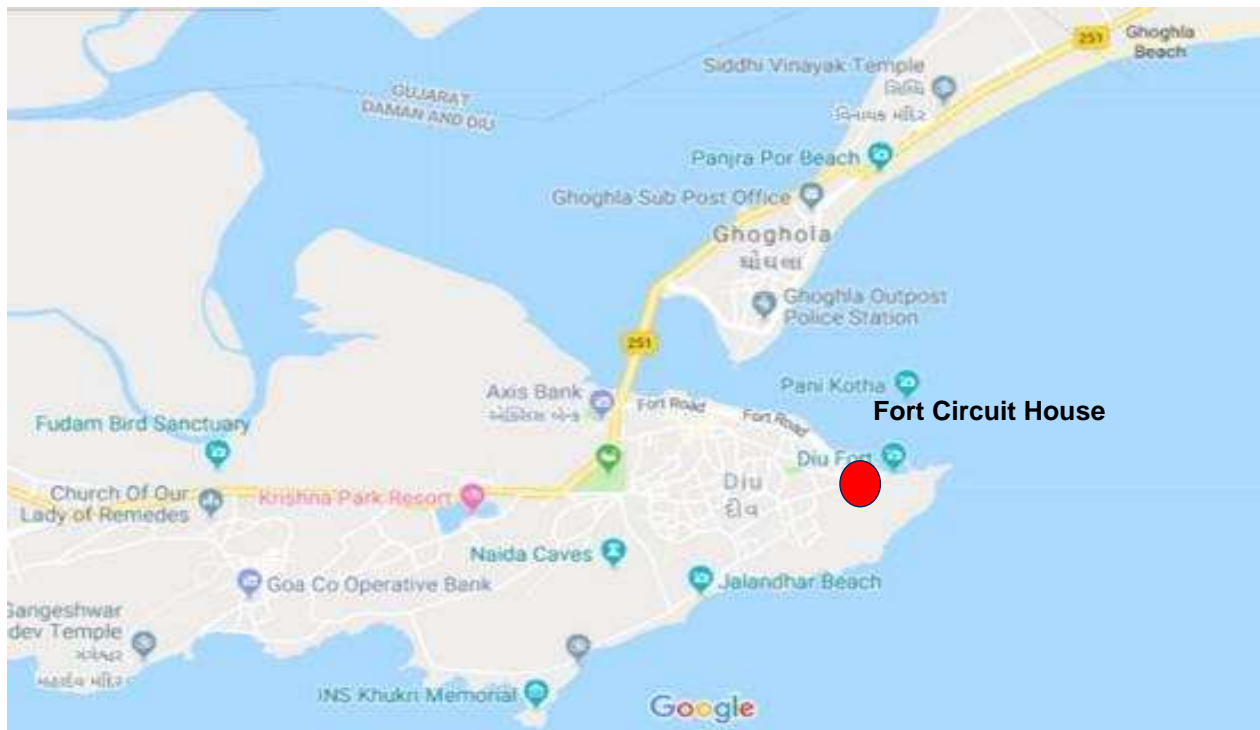 251
Ghoghla
Beach
Siddhi Vinayak Temple
સિદ્ધિ
વિનાયક મંદિર
GUJARAT
DAMAN AND DIU
Panjra Por Beach
Ghoghla Sub Post Office
Ghoghola
ઘોઘલા
Ghoghla Outpost
Police Station
251
Pani Kotha
Axis Bank
એક્સિસ બેન્ક
Fort Road
Fort Road
Fort Circuit House
Fudam Bird Sanctuary
Diu Fort
Church Of Our
Lady of Remedes
Krishna Park Resort
Diu
દીવ
Naida Caves
Goa Co Operative Bank
Jalandhar Beach
Gangeshwar
dev Temple
INS Khukri Memorial
Google